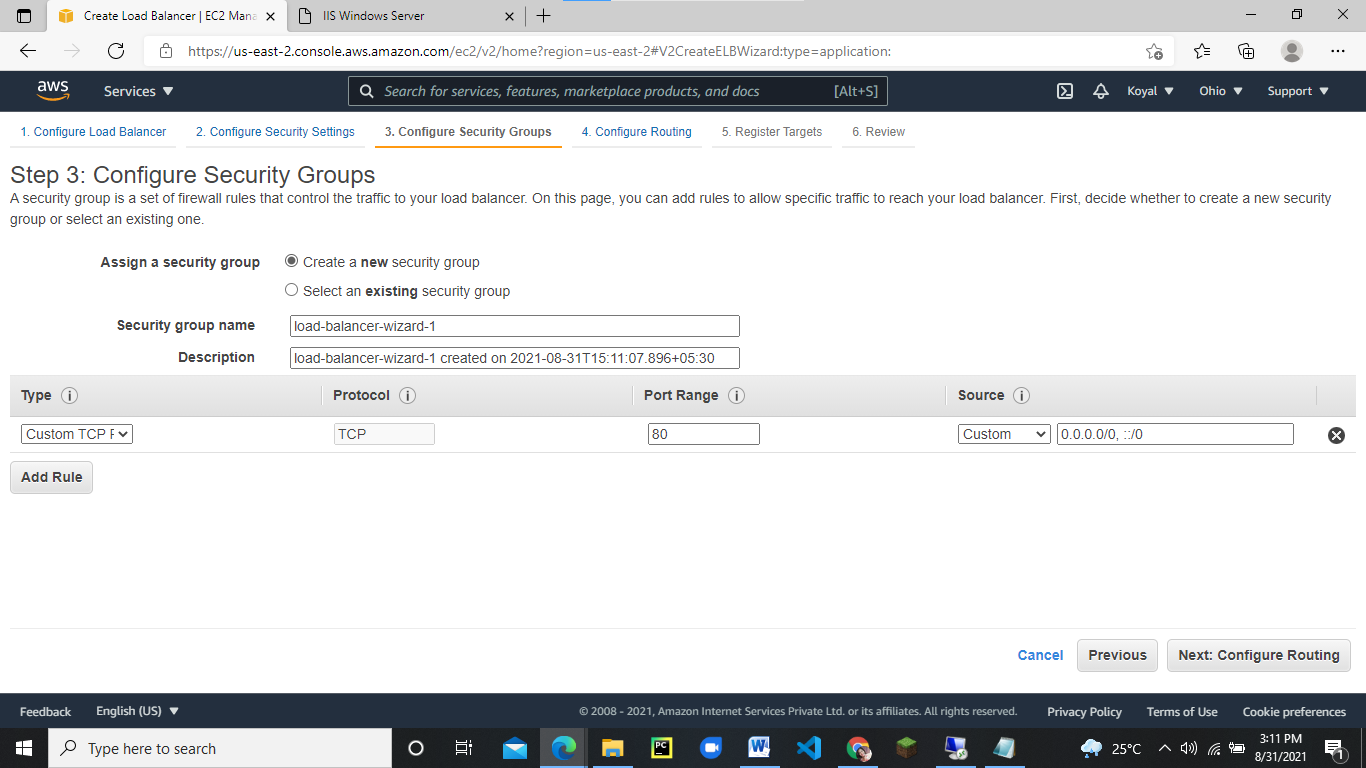 Create Load Balancer | EC2 Mana
IIS Windows Server
https://us-east-2.console.aws.amazon.com/ec2/v2/home?region=us-east-2#V2CreateELBWizard:type=application:
aws
Services
Search for services, features, marketplace products, and docs
[Alt+S]
Koyal
Ohio
Support
1. Configure Load Balancer
2. Configure Security Settings
3. Configure Security Groups
4. Configure Routing
5. Register Targets
6. Review
Step 3: Configure Security Groups
A security group is a set of firewall rules that control the traffic to your load balancer. On this page, you can add rules to allow specific traffic to reach your load balancer. First, decide whether to create a new security
group or select an existing one.
Assign a security group
Create a new security group
Select an existing security group
Security group name
load-balancer-wizard-1
Description
load-balancer-wizard-1 created on 2021-08-31T15:11:07.896+05:30
Type
Protocol
Port Range
Source
Custom TCP F
TCP
80
Custom
0.0.0.0/0, ::/0
Add Rule
Cancel
Previous
Next: Configure Routing
Feedback
English (US)
© 2008 - 2021, Amazon Internet Services Private Ltd. or its affiliates. All rights reserved.
Privacy Policy
Terms of Use
Cookie preferences
Type here to search
PC
W
25°C
3:11 PM
8/31/2021
1